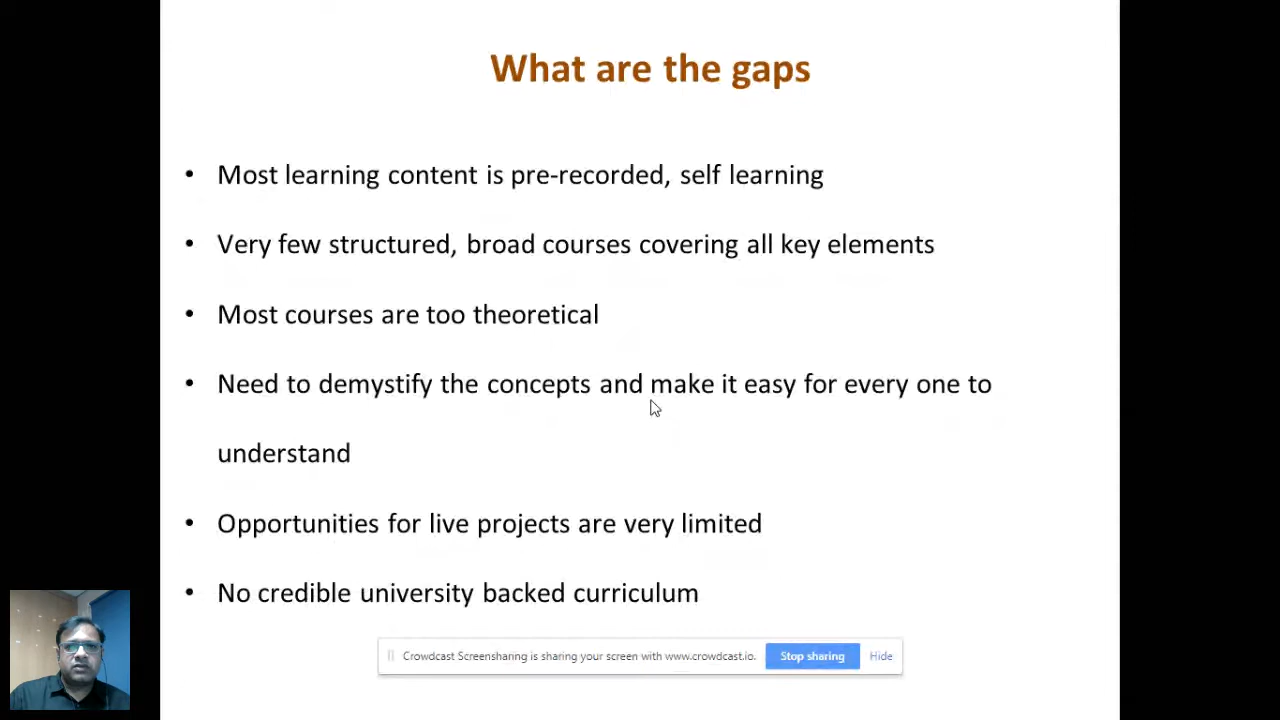 What are the gaps
• Most learning content is pre-recorded, self learning
• Very few structured, broad courses covering all key elements
• Most courses are too theoretical
• Need to demystify the concepts and make it easy for every one to
understand
• Opportunities for live projects are very limited
• No credible university backed curriculum
Crowdcast Screensharing is sharing your screen with www.crowdcast.io. Stop sharing Hide